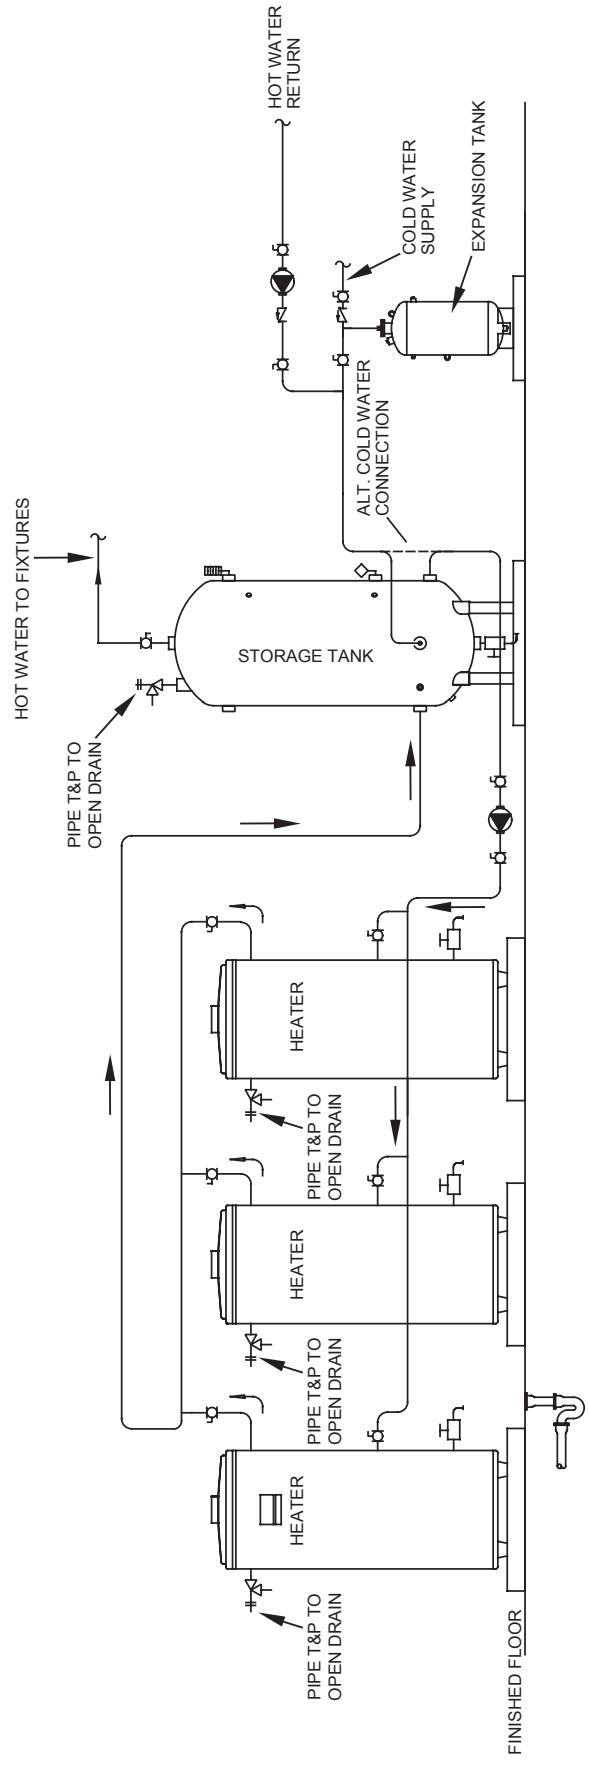 HOT WATER TO FIXTURES
PIPE T&P TO
OPEN DRAIN
HOT WATER
RETURN
COLD WATER
SUPPLY
EXPANSION TANK
ALT. COLD WATER
CONNECTION
STORAGE TANK
HEATER
PIPE T&P TO
OPEN DRAIN
HEATER
PIPE T&P TO
OPEN DRAIN
HEATER
PIPE T&P TO
OPEN DRAIN
FINISHED FLOOR